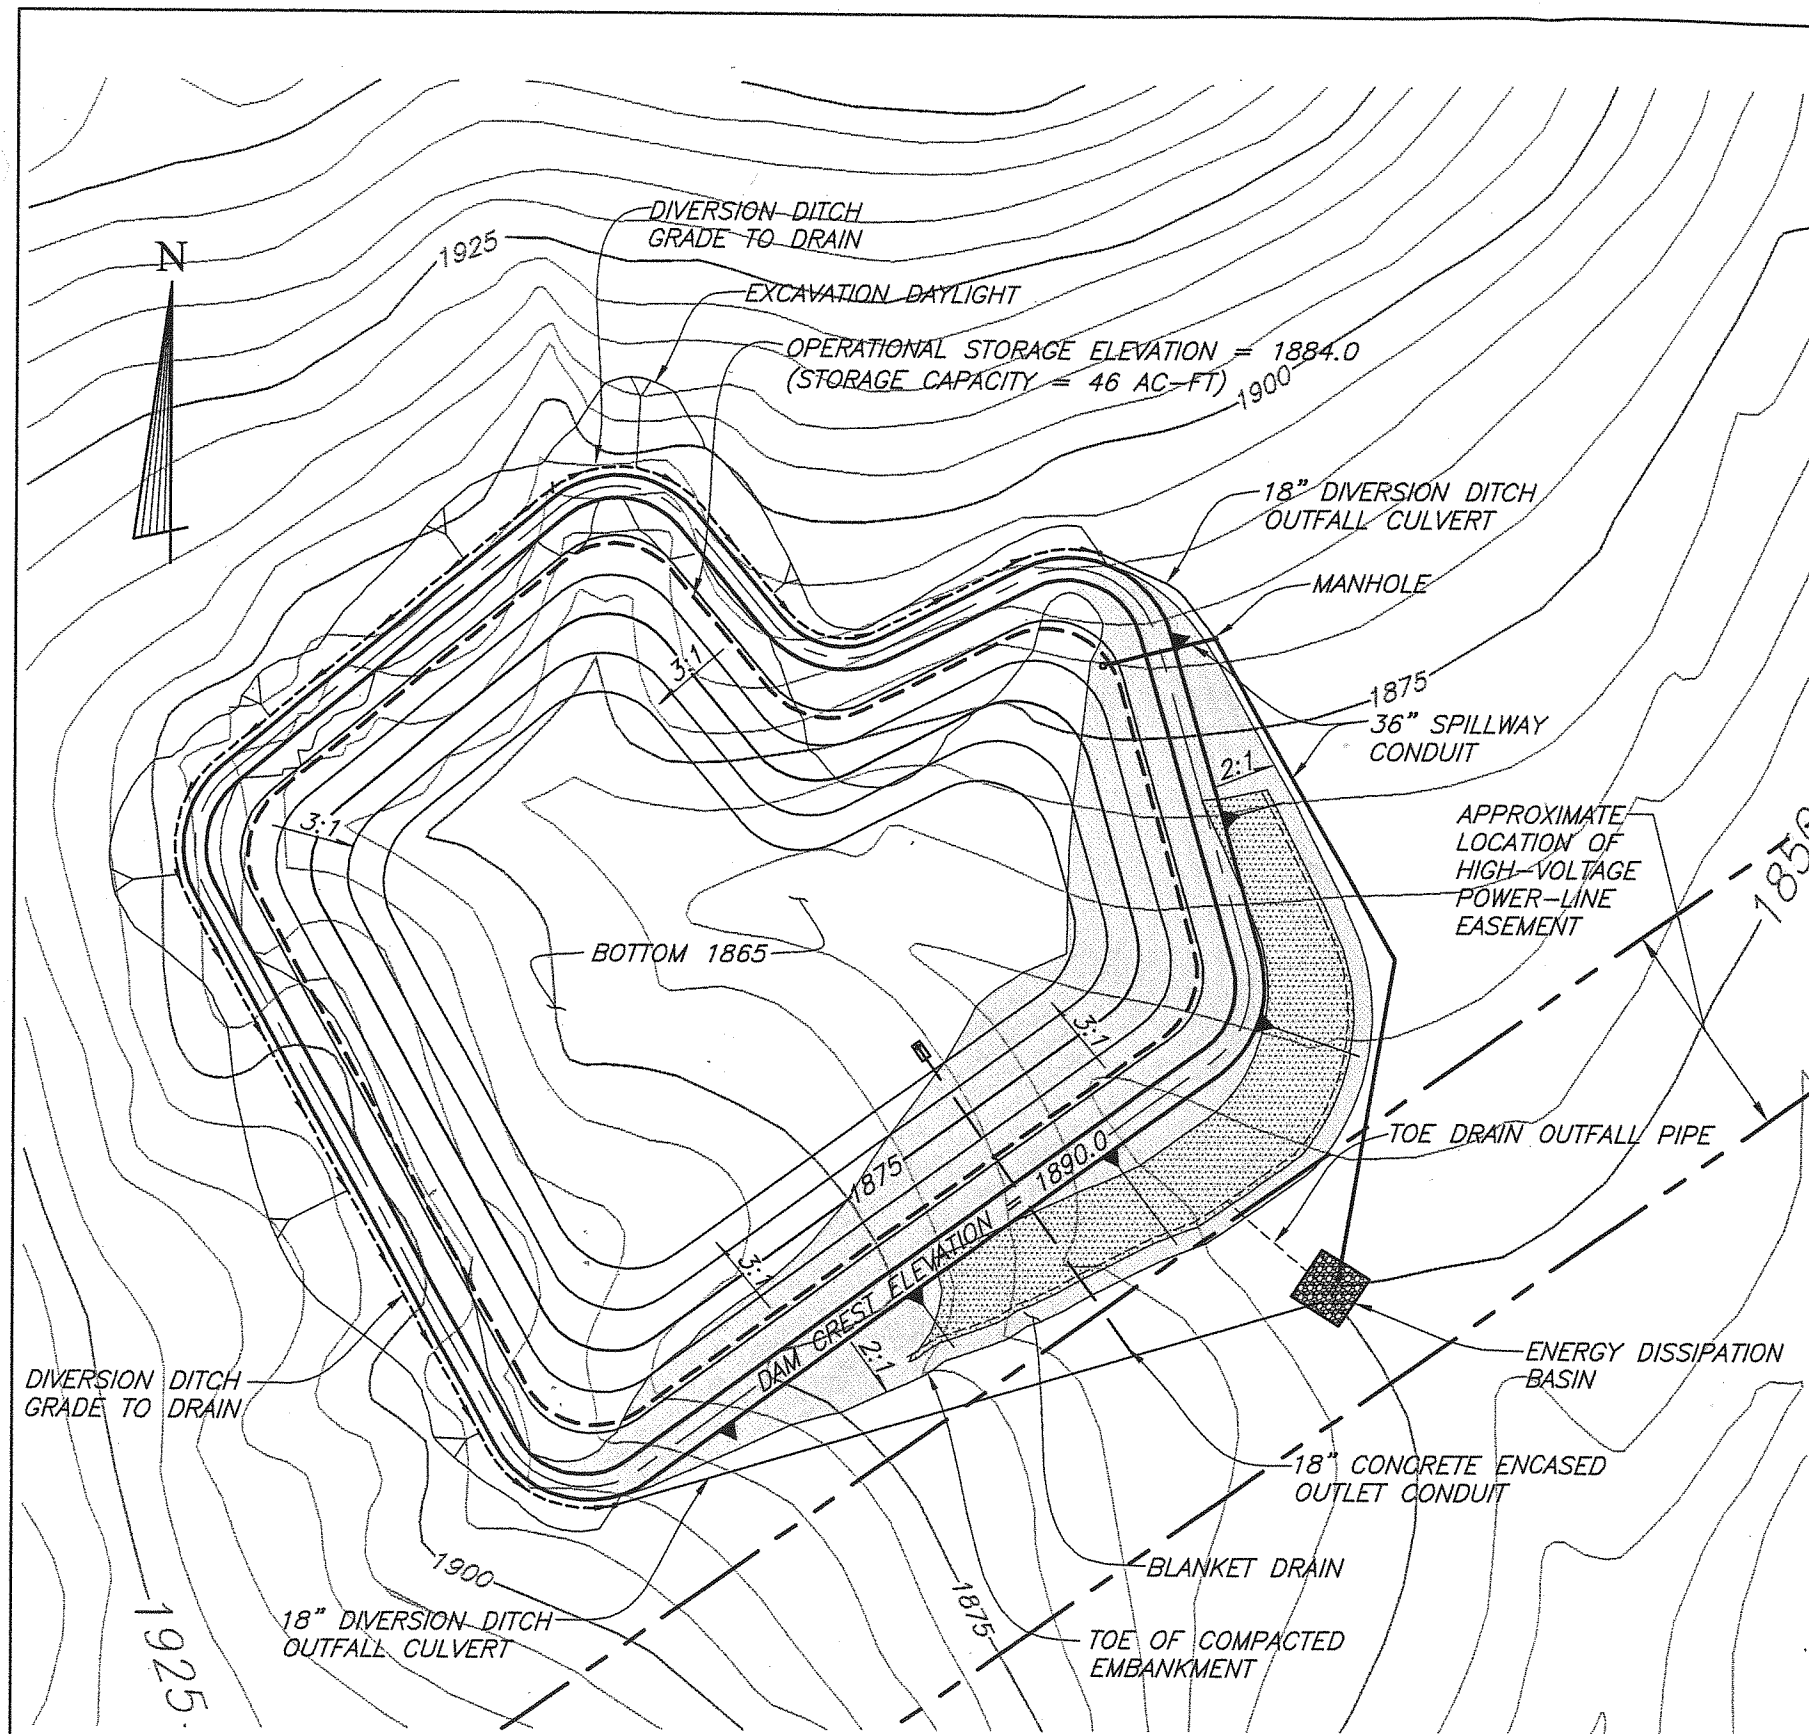 DIVERSION DITCH
GRADE TO DRAIN
N
1925
EXCAVATION DAYLIGHT
OPERATIONAL STORAGE ELEVATION = 1884.0
(STORAGE CAPACITY = 46 AC-FT)
1900
18" DIVERSION DITCH
OUTFALL CULVERT
MANHOLE
3:1
1875
36" SPILLWAY
CONDUIT
2:1
3:1
APPROXIMATE
LOCATION OF
HIGH-VOLTAGE
POWER-LINE
EASEMENT
1850
BOTTOM 1865
3:1
TOE DRAIN OUTFALL PIPE
1875
3:1
DAM CREST ELEVATION = 1890.0
2:1
ENERGY DISSIPATION
BASIN
DIVERSION DITCH
GRADE TO DRAIN
18" CONCRETE ENCASED
OUTLET CONDUIT
1900
BLANKET DRAIN
1875
18" DIVERSION DITCH
OUTFALL CULVERT
TOE OF COMPACTED
EMBANKMENT
1925